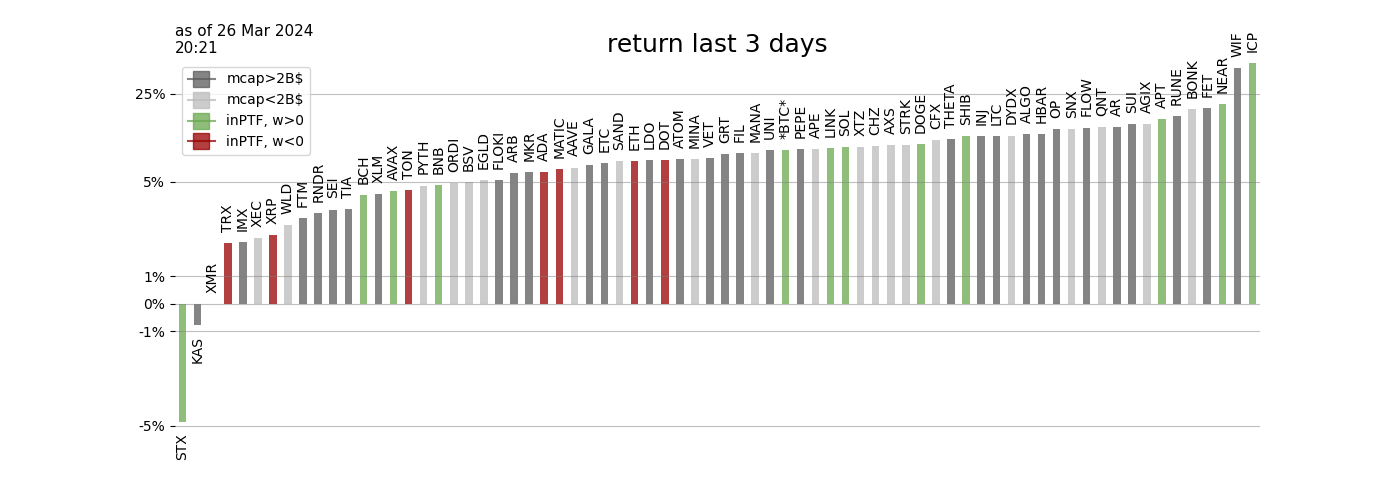 as of 26 Mar 2024
20:21
return last 3 days
mcap>2B$
mcap<2B$
inPTF, w>0
inPTF, w<0
25%
5%
1%
0%
-1%
-5%
STX
KAS
XMR
TRX
IMX
XEC
XRP
WLD
FTM
RNDR
SEI
TIA
BCH
XLM
AVAX
TON
PYTH
BNB
ORDI
BSV
EGLD
FLOKI
ARB
MKR
ADA
MATIC
AAVE
GALA
ETC
SAND
ETH
LDO
DOT
ATOM
MINA
VET
GRT
FIL
MANA
UNI
*BTC*
PEPE
APE
LINK
SOL
XTZ
CHZ
AXS
STRK
DOGE
CFX
THETA
SHIB
INJ
LTC
DYDX
ALGO
HBAR
OP
SNX
FLOW
QNT
AR
SUI
AGIX
APT
RUNE
BONK
FET
NEAR
WIF
ICP